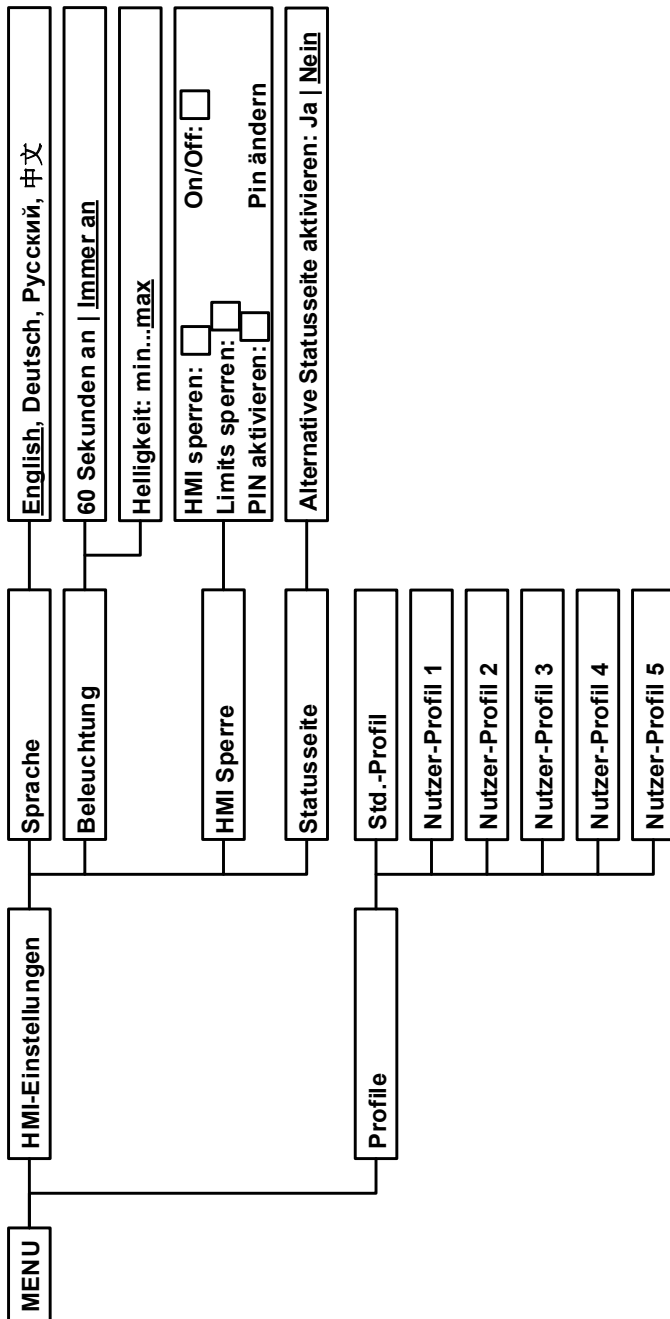 MENU
HMI-Einstellungen
Sprache
English, Deutsch, Русский, 中文
Beleuchtung
60 Sekunden an | Immer an
Helligkeit: min...max
HMI Sperre
HMI sperren: On/Off:
Limits sperren:
PIN aktivieren: Pin ändern
Statusseite
Alternative Statusseite aktivieren: Ja | Nein
Profile
Std.-Profil
Nutzer-Profil 1
Nutzer-Profil 2
Nutzer-Profil 3
Nutzer-Profil 4
Nutzer-Profil 5